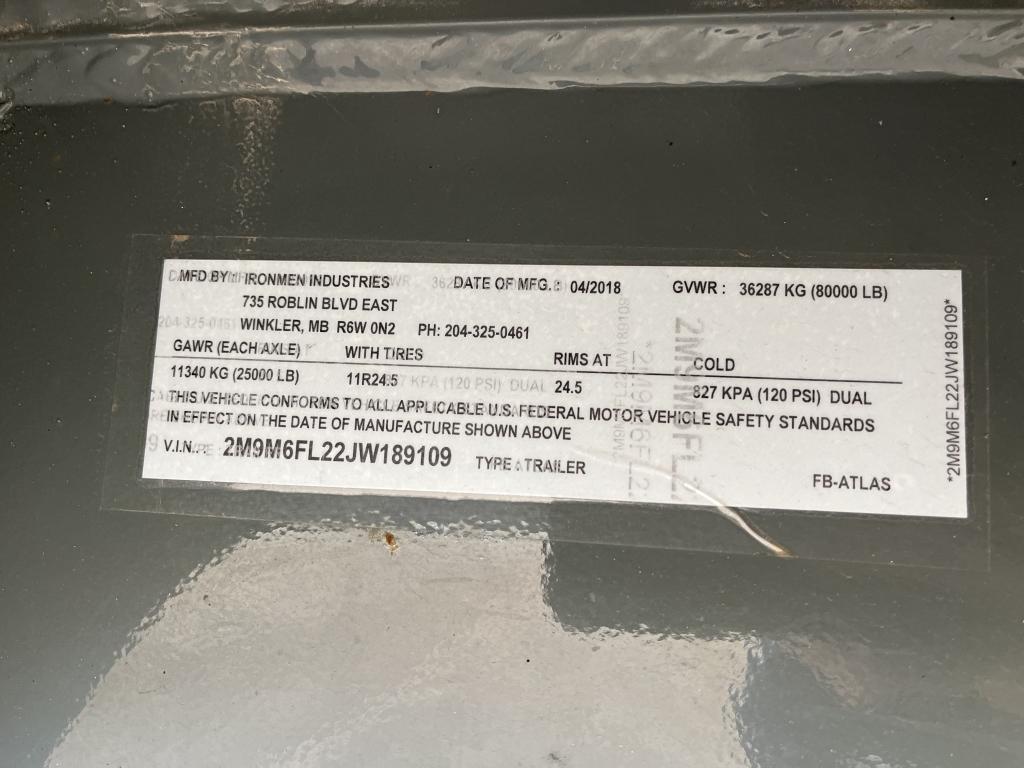 MFD BY: IRONMEN INDUSTRIES DATE OF MFG.: 04/2018 GVWR : 36287 KG (80000 LB)
735 ROBLIN BLVD EAST
WINKLER, MB R6W 0N2 PH: 204-325-0461
GAWR (EACH AXLE) WITH TIRES RIMS AT COLD
11340 KG (25000 LB) 11R24.5 24.5 827 KPA (120 PSI) DUAL
THIS VEHICLE CONFORMS TO ALL APPLICABLE U.S. FEDERAL MOTOR VEHICLE SAFETY STANDARDS
IN EFFECT ON THE DATE OF MANUFACTURE SHOWN ABOVE
V.I.N.: 2M9M6FL22JW189109 TYPE : TRAILER FB-ATLAS
*2M9M6FL22JW189109*